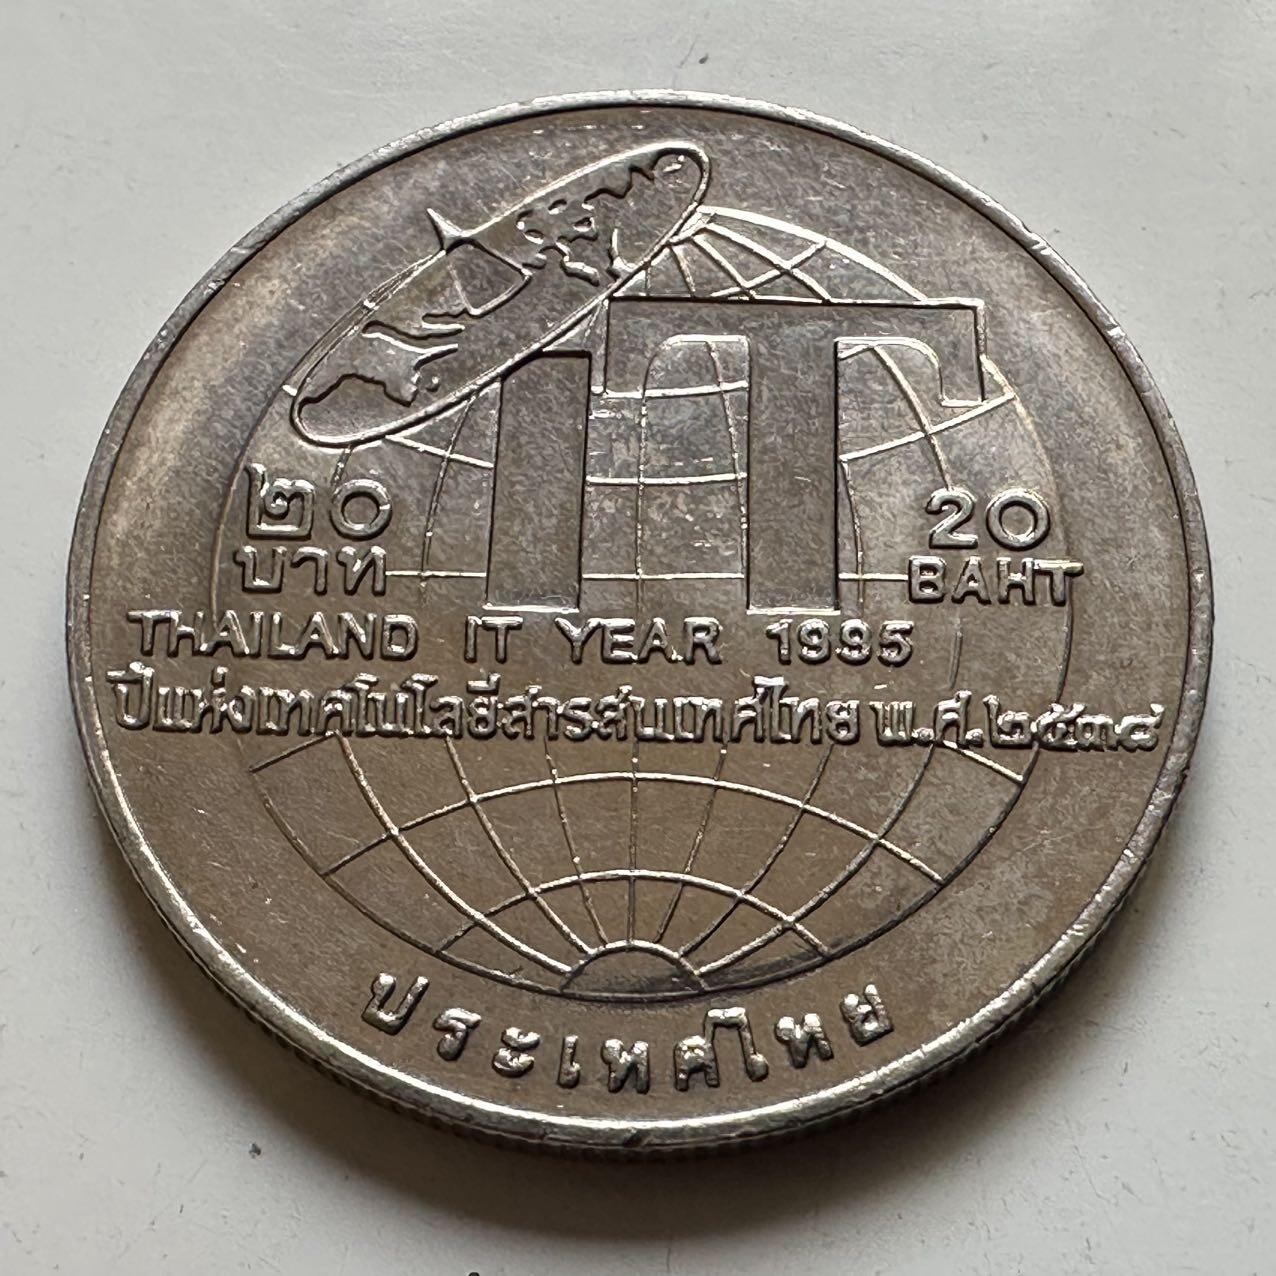 IT
๒๐
บาท
20
BAHT
THAILAND IT YEAR 1995
ปีแห่งเทคโนโลยีสารสนเทศไทย พ.ศ.๒๕๓๘
ประเทศไทย